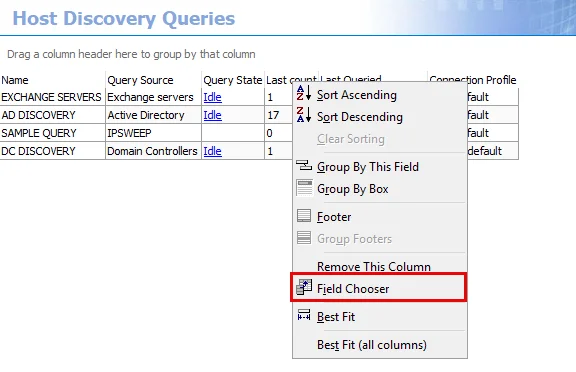 Host Discovery Queries
Drag a column header here to group by that column
Name Query Source Query State Last count Last Queried Connection Profile
EXCHANGE SERVERS Exchange servers Idle 1 fault
AD DISCOVERY Active Directory Idle 17 fault
SAMPLE QUERY IPSWEEP 0 fault
DC DISCOVERY Domain Controllers Idle 1 default
Sort Ascending
Sort Descending
Clear Sorting
Group By This Field
Group By Box
Footer
Group Footers
Remove This Column
Field Chooser
Best Fit
Best Fit (all columns)